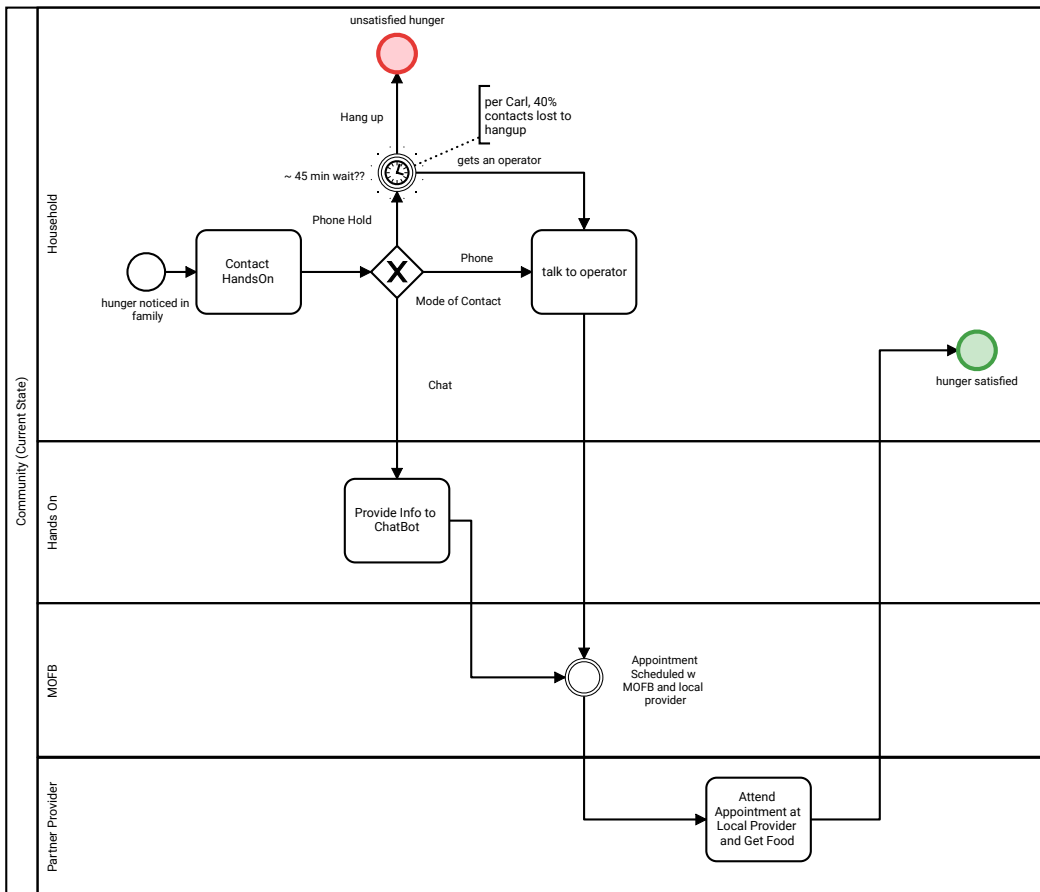 unsatisfied hunger
Hang up
per Carl, 40%
contacts lost to
hangup
gets an operator
~ 45 min wait??
Phone Hold
Household
Contact
HandsOn
Phone
talk to operator
hunger noticed in
family
Mode of Contact
Chat
hunger satisfied
Community (Current State)
Hands On
Provide Info to
ChatBot
MOFB
Appointment
Scheduled w
MOFB and local
provider
Partner Provider
Attend
Appointment at
Local Provider
and Get Food